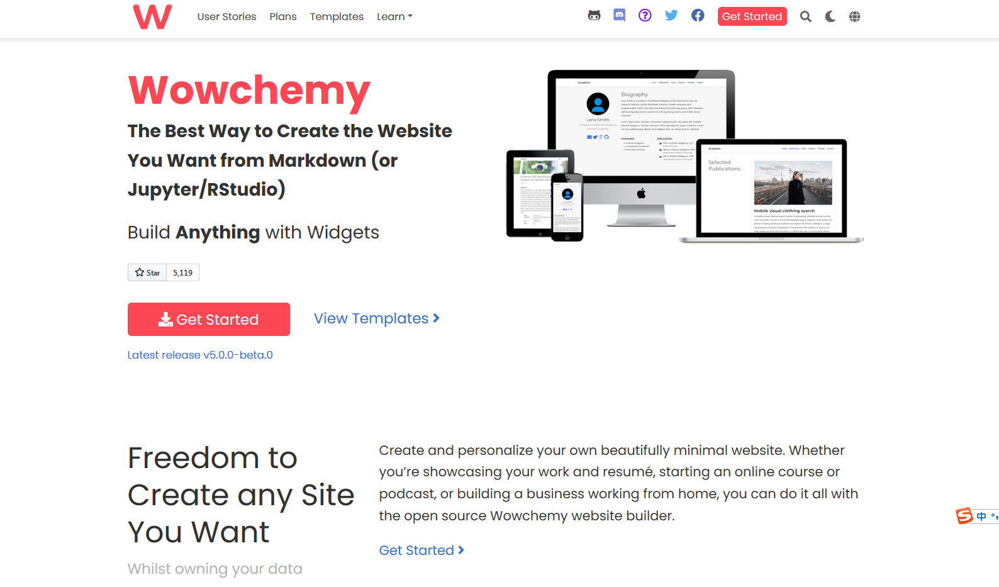 W
User Stories Plans Templates Learn Get Started
Wowchemy
The Best Way to Create the Website
You Want from Markdown (or
Jupyter/RStudio)
Build Anything with Widgets
Star 5,119
Get Started View Templates
Latest release v5.0.0-beta.0
Academic
Biography
Lena Smith
Interests
Education
Academic
Selected
Publications
Mobile visual clothing search
Biography
Freedom to
Create any Site
You Want
Whilst owning your data
Create and personalize your own beautifully minimal website. Whether
you’re showcasing your work and resumé, starting an online course or
podcast, or building a business working from home, you can do it all with
the open source Wowchemy website builder.
Get Started
S 中 °,